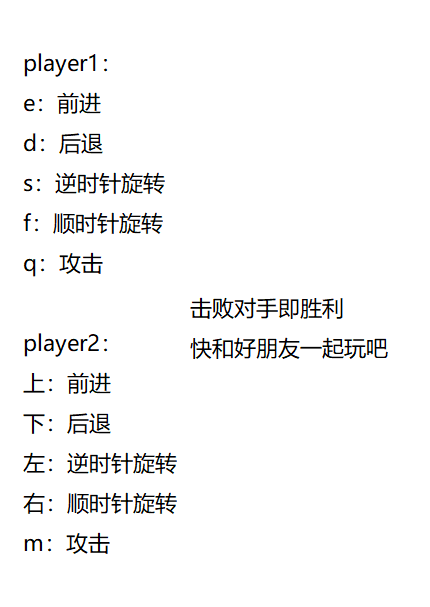 player1：
e：前进
d：后退
s：逆时针旋转
f：顺时针旋转
q：攻击
击败对手即胜利
快和好朋友一起玩吧
player2：
上：前进
下：后退
左：逆时针旋转
右：顺时针旋转
m：攻击